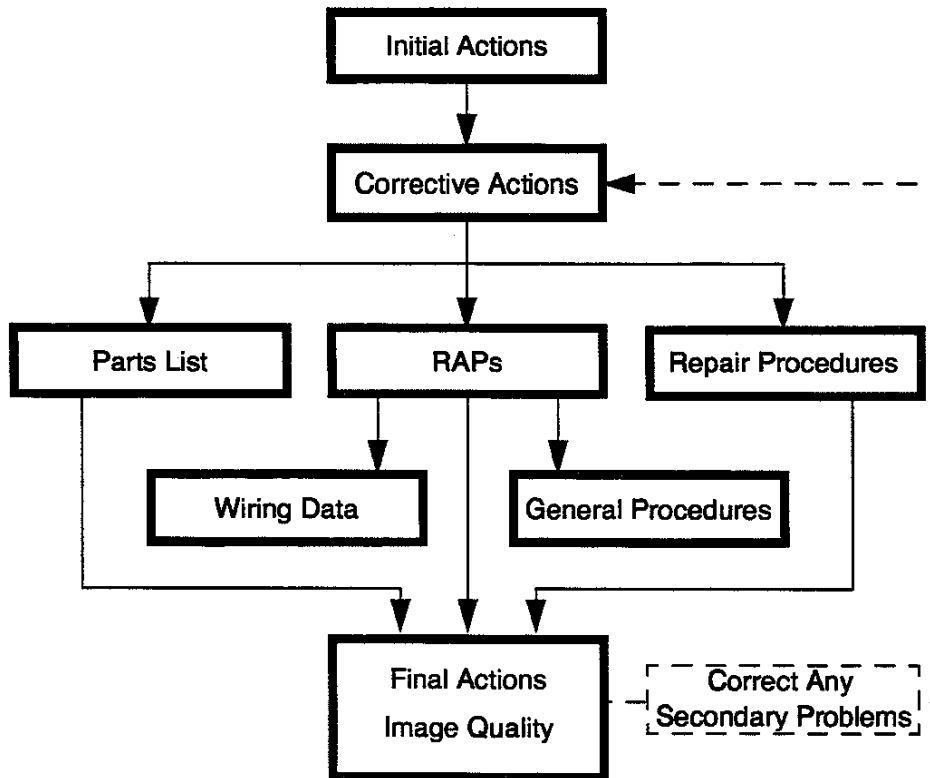 Initial Actions
Corrective Actions
Parts List
RAPs
Repair Procedures
Wiring Data
General Procedures
Final Actions
Image Quality
Correct Any
Secondary Problems